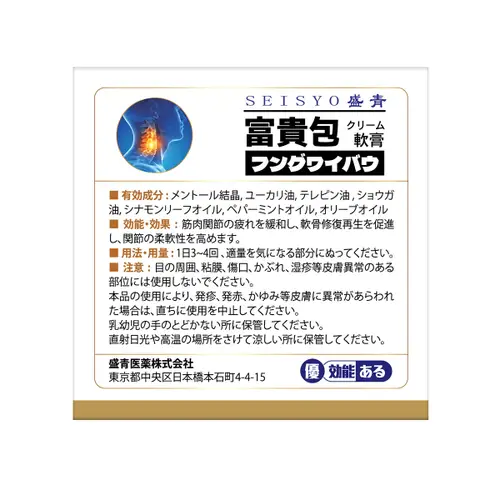 SEISYO 盛青
富貴包 クリーム軟膏
フングワイパウ
■ 有効成分 : メントール結晶, ユーカリ油, テレピン油 , ショウガ
油, シナモンリーフオイル, ペパーミントオイル, オリーブオイル
■ 効能・効果 : 筋肉関節の疲れを緩和し, 軟骨修復再生を促進
し、関節の柔軟性を高めます。
■ 用法・用量 : 1日3~4回、適量を気になる部分にぬってください。
■ 注意 : 目の周囲、粘膜、傷口、かぶれ、湿疹等皮膚異常のある
部位には使用しないでください。
本品の使用により、発疹、発赤、かゆみ等皮膚に異常があらわれ
た場合は、直ちに使用を中止してください。
乳幼児の手のとどかない所に保管してください。
直射日光や高温の場所をさけて涼しい所に保管してください。
盛青医薬株式会社
東京都中央区日本橋本石町4-4-15
優 効能 ある